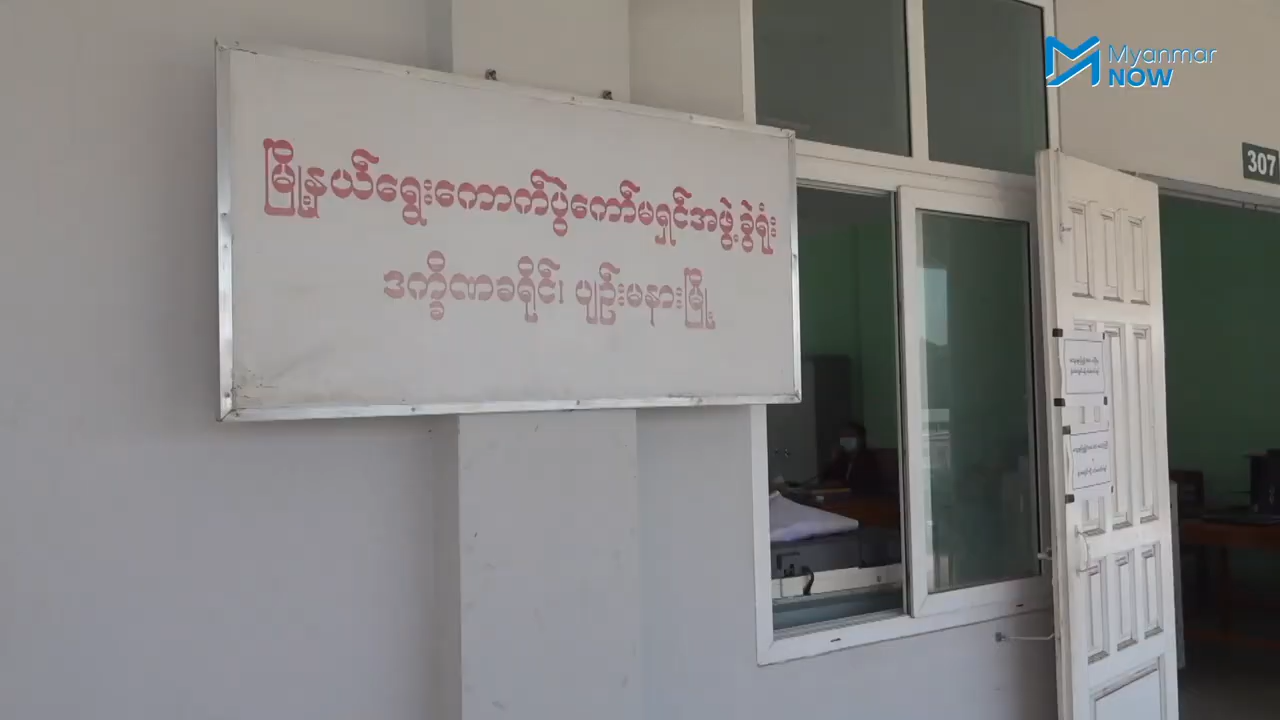 Myanmar
NOW
307
မြို့နယ်ရွေးကောက်ပွဲကော်မရှင်အဖွဲ့ခွဲရုံး
ဒက္ခိဏခရိုင်၊ ပျဉ်းမနားမြို့